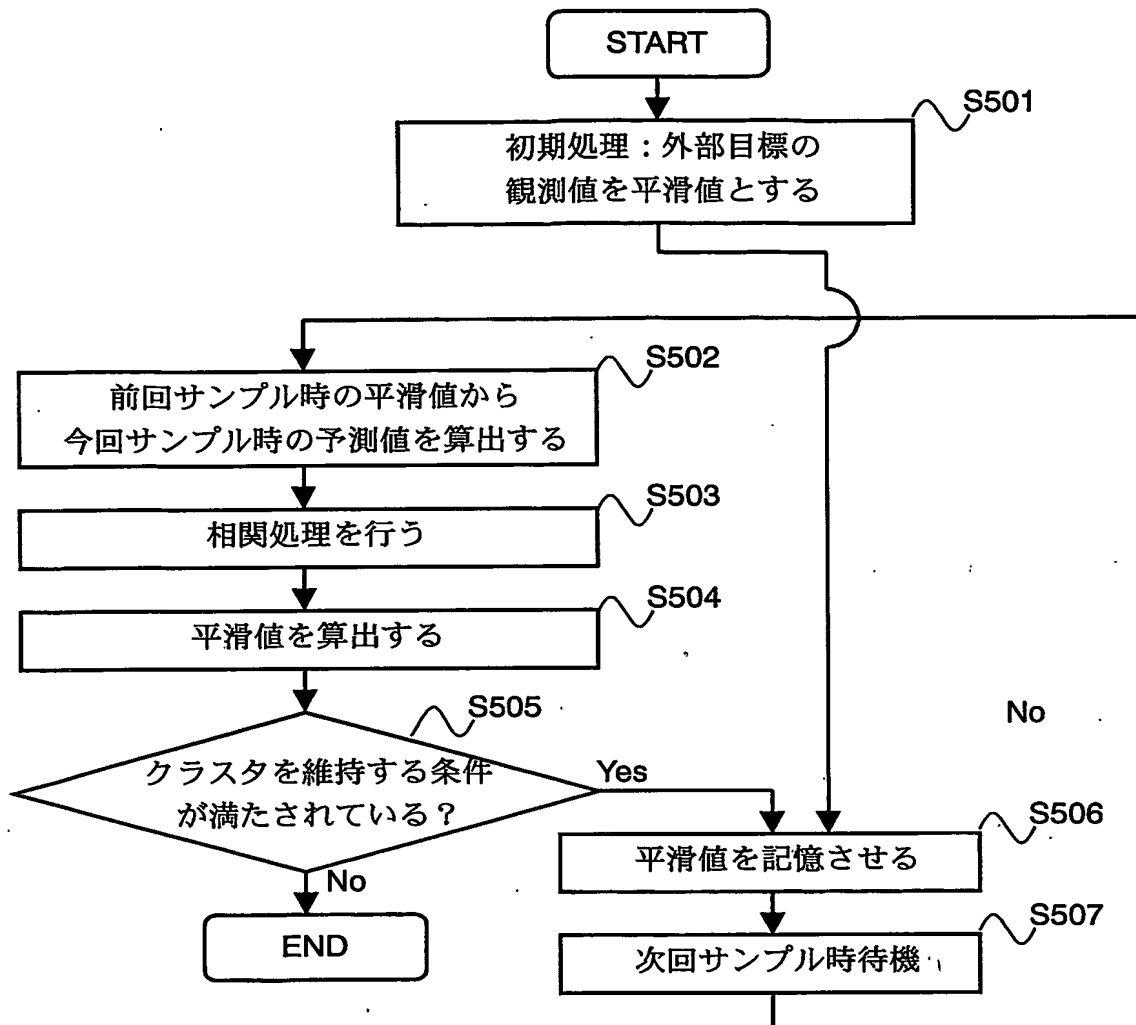 START
S501
初期処理:外部目標の
観測値を平滑値とする
S502
前回サンプル時の平滑値から
今回サンプル時の予測値を算出する
S503
相関処理を行う
S504
平滑値を算出する
S505
クラスタを維持する条件
が満たされている?
Yes
No
No
END
S506
平滑値を記憶させる
S507
次回サンプル時待機